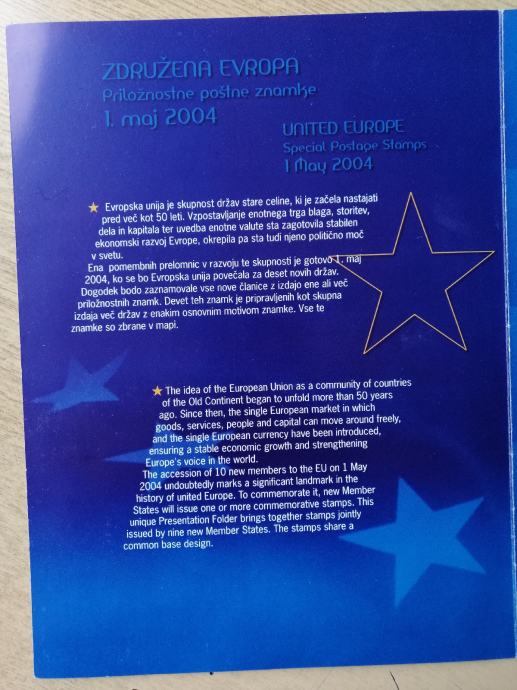 ZDRUŽENA EVROPA
Priložnostne poštne znamke
1. maj 2004
UNITED EUROPE
Special Postage Stamps
1 May 2004
Evropska unija je skupnost držav stare celine, ki je začela nastajati
pred več kot 50 leti. Vzpostavljanje enotnega trga blaga, storitev,
dela in kapitala ter uvedba enotne valute sta zagotovila stabilen
ekonomski razvoj Evrope, okrepila pa sta tudi njeno politično moč
v svetu.
Ena pomembnih prelomnic v razvoju te skupnosti je gotovo 1. maj
2004, ko se bo Evropska unija povečala za deset novih držav.
Dogodek bodo zaznamovale vse nove članice z izdajo ene ali več
priložnostnih znamk. Devet teh znamk je pripravljenih kot skupna
izdaja več držav z enakim osnovnim motivom znamke. Vse te
znamke so zbrane v mapi.
The idea of the European Union as a community of countries
of the Old Continent began to unfold more than 50 years
ago. Since then, the single European market in which
goods, services, people and capital can move around freely,
and the single European currency have been introduced,
ensuring a stable economic growth and strengthening
Europe's voice in the world.
The accession of 10 new members to the EU on 1 May
2004 undoubtedly marks a significant landmark in the
history of united Europe. To commemorate it, new Member
States will issue one or more commemorative stamps. This
unique Presentation Folder brings together stamps jointly
issued by nine new Member States. The stamps share a
common base design.